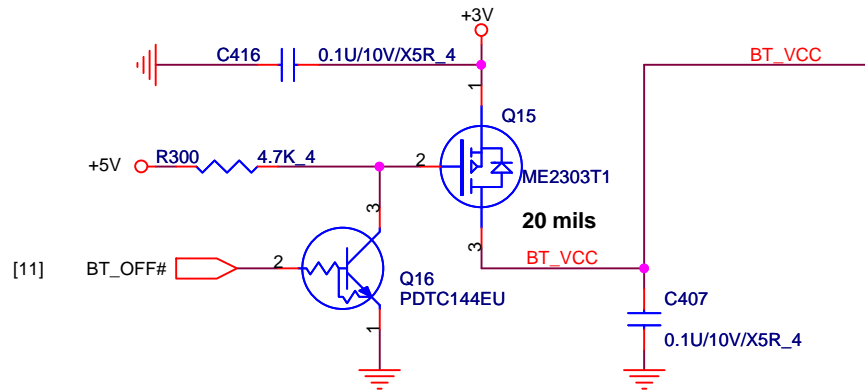 +3V
C416
0.1U/10V/X5R_4
BT_VCC
1
Q15
+5V
R300
4.7K_4
2
ME2303T1
20 mils
3
3
BT_VCC
[11]
BT_OFF#
2
Q16
PDTC144EU
C407
1
0.1U/10V/X5R_4